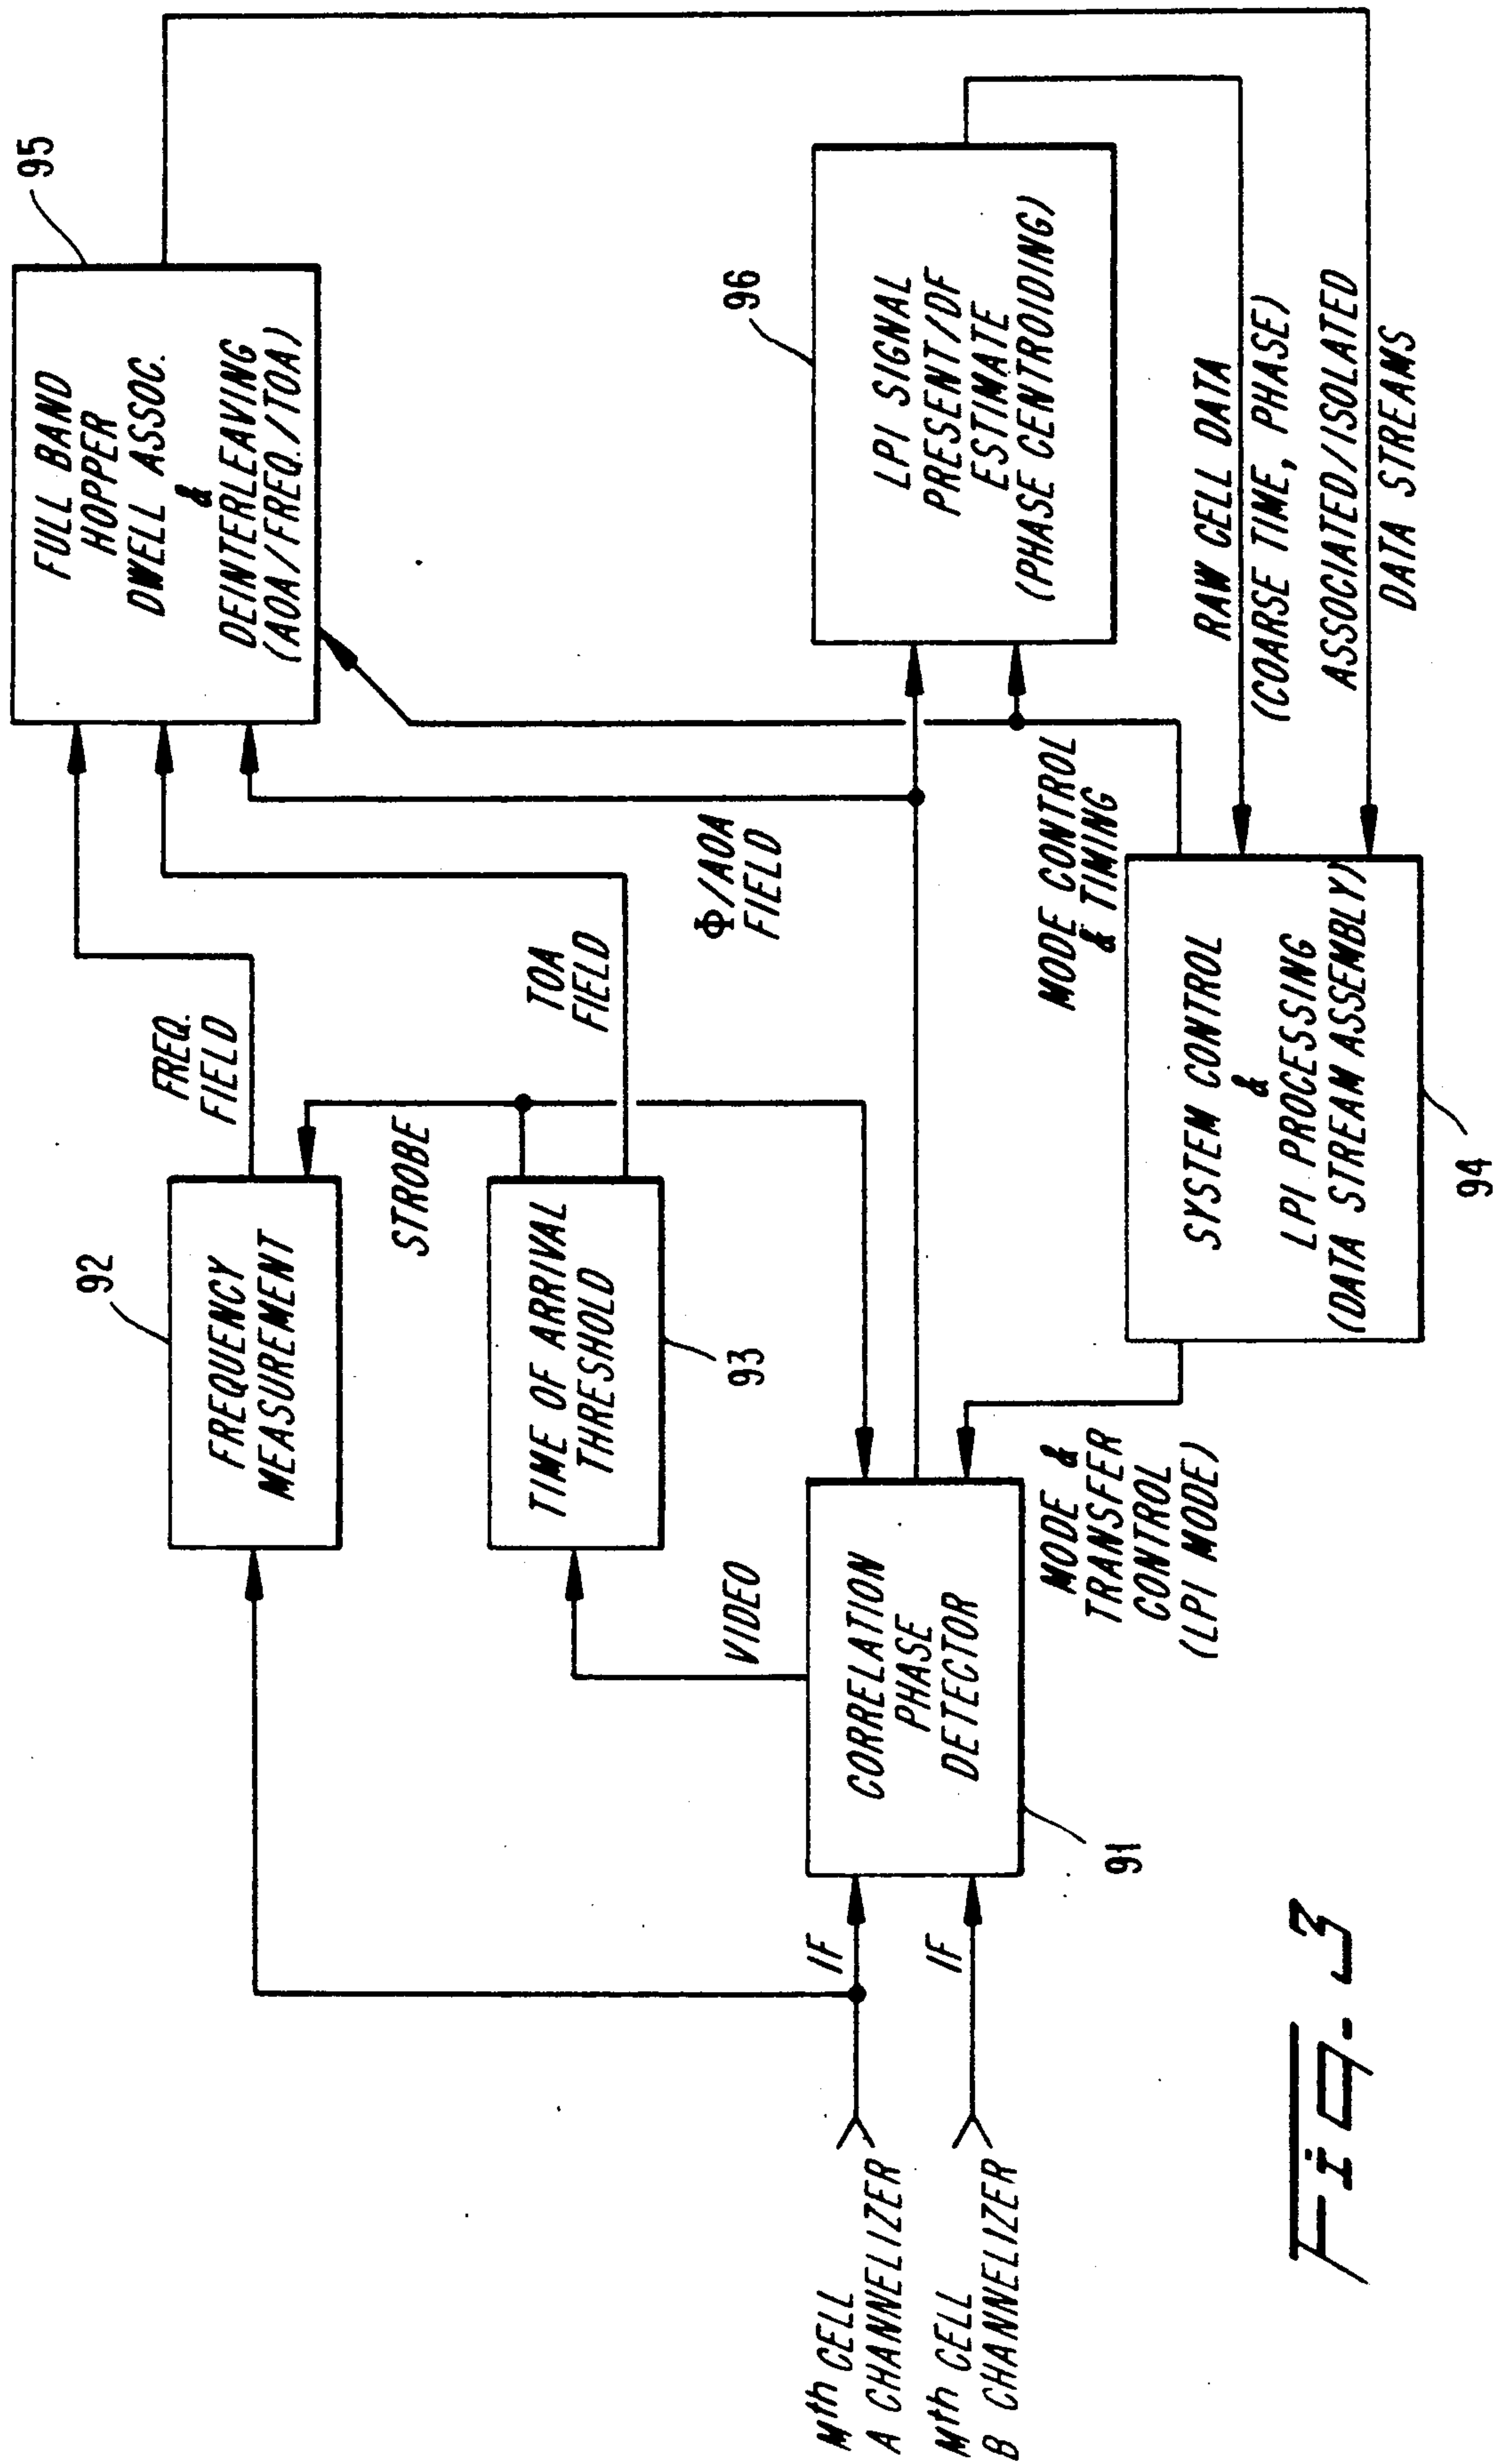 95
FULL BAND
HOPPER
DWELL ASSOC.
&
DEINTERLEAVING
(AOA/FREQ./TOA)
FREQ.
FIELD
92
FREQUENCY
MEASUREMENT
STROBE
TOA
FIELD
TIME OF ARRIVAL
THRESHOLD
93
Φ/AOA
FIELD
96
LPI SIGNAL
PRESENT/DF
ESTIMATE
(PHASE CENTROIDING)
VIDEO
IF
IF
CORRELATION
PHASE
DETECTOR
91
Mth CELL
A CHANNELIZER
Mth CELL
B CHANNELIZER
MODE &
TRANSFER
CONTROL
(LPI MODE)
MODE CONTROL
& TIMING
RAW CELL DATA
(COARSE TIME, PHASE)
ASSOCIATED/ISOLATED
DATA STREAMS
SYSTEM CONTROL
&
LPI PROCESSING
(DATA STREAM ASSEMBLY)
94
Fig. 3